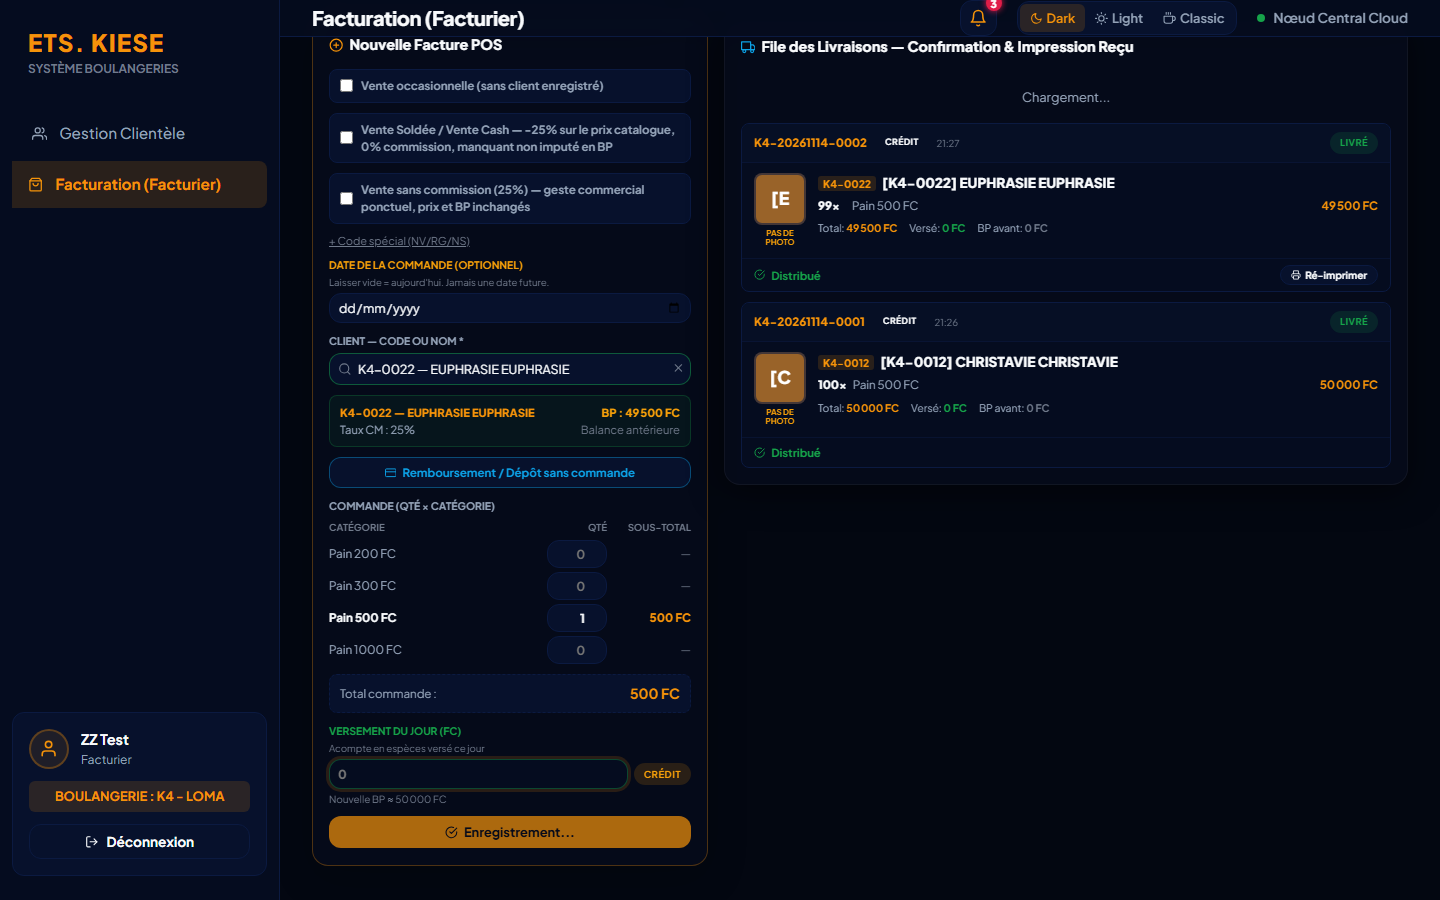 ETS. KIESE
SYSTÈME BOULANGERIES
Gestion Clientèle
Facturation (Facturier)
ZZ Test
Facturier
BOULANGERIE : K4 - LOMA
Déconnexion
Facturation (Facturier)
3
Dark
Light
Classic
Nœud Central Cloud
Nouvelle Facture POS
Vente occasionnelle (sans client enregistré)
Vente Soldée / Vente Cash — -25% sur le prix catalogue,
0% commission, manquant non imputé en BP
Vente sans commission (25%) — geste commercial
ponctuel, prix et BP inchangés
+ Code spécial (NV/RG/NS)
DATE DE LA COMMANDE (OPTIONNEL)
Laisser vide = aujourd'hui. Jamais une date future.
dd/mm/yyyy
CLIENT — CODE OU NOM *
K4-0022 — EUPHRASIE EUPHRASIE
K4-0022 — EUPHRASIE EUPHRASIE BP : 49 500 FC
Taux CM : 25% Balance antérieure
Remboursement / Dépôt sans commande
COMMANDE (QTÉ × CATÉGORIE)
CATÉGORIE QTÉ SOUS-TOTAL
Pain 200 FC 0 —
Pain 300 FC 0 —
Pain 500 FC 1 500 FC
Pain 1000 FC 0 —
Total commande : 500 FC
VERSEMENT DU JOUR (FC)
Acompte en espèces versé ce jour
0 CRÉDIT
Nouvelle BP ≈ 50 000 FC
Enregistrement...
File des Livraisons — Confirmation & Impression Reçu
Chargement...
K4-20261114-0002 CRÉDIT 21:27 LIVRÉ
[E
PAS DE
PHOTO
K4-0022 [K4-0022] EUPHRASIE EUPHRASIE
99× Pain 500 FC 49 500 FC
Total: 49 500 FC Versé: 0 FC BP avant: 0 FC
Distribué Ré-imprimer
K4-20261114-0001 CRÉDIT 21:26 LIVRÉ
[C
PAS DE
PHOTO
K4-0012 [K4-0012] CHRISTAVIE CHRISTAVIE
100× Pain 500 FC 50 000 FC
Total: 50 000 FC Versé: 0 FC BP avant: 0 FC
Distribué